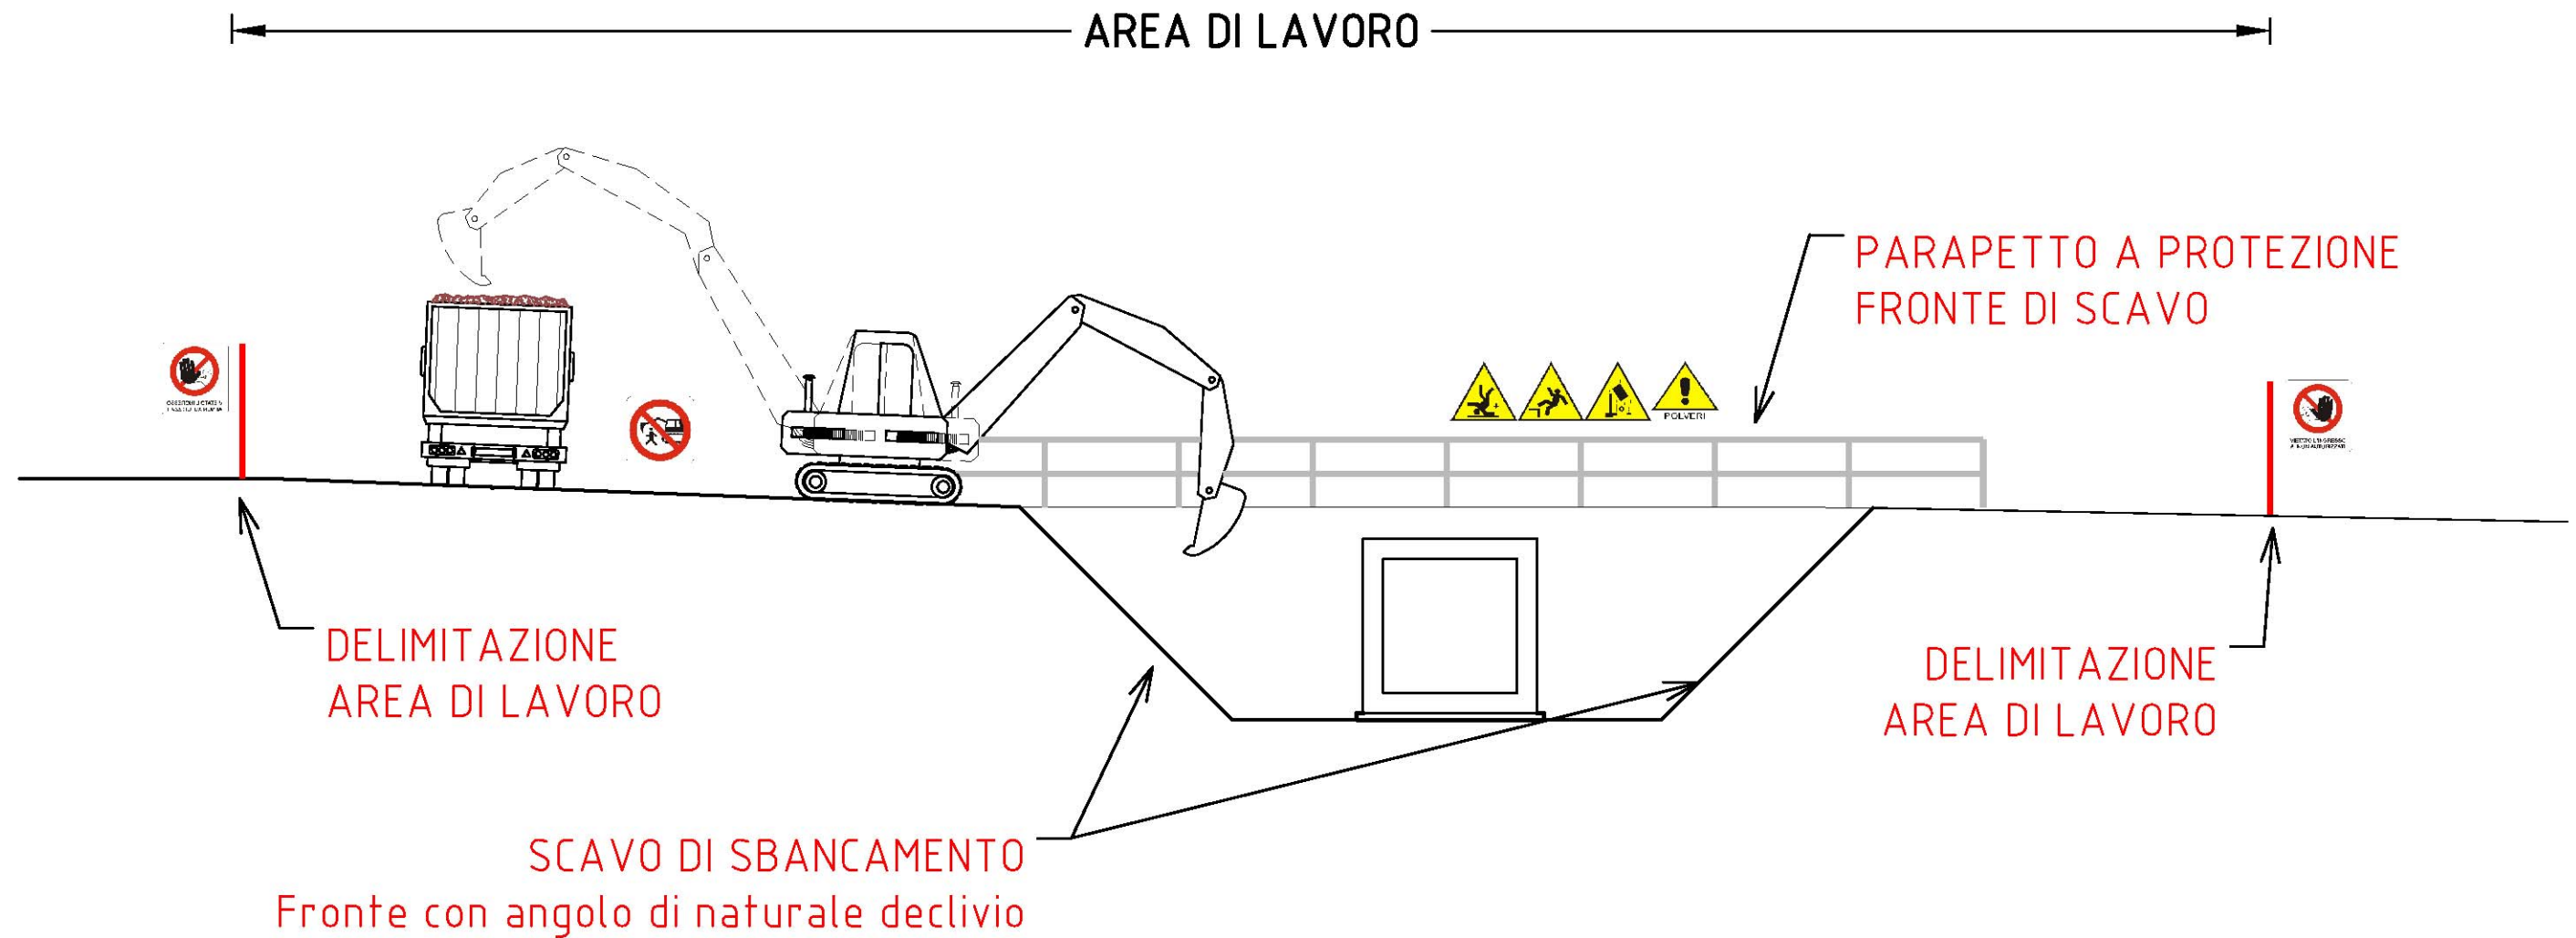 AREA DI LAVORO
PARAPETTO A PROTEZIONE
FRONTE DI SCAVO
POLVERI
DELIMITAZIONE
AREA DI LAVORO
DELIMITAZIONE
AREA DI LAVORO
SCAVO DI SBANCAMENTO
Fronte con angolo di naturale declivio